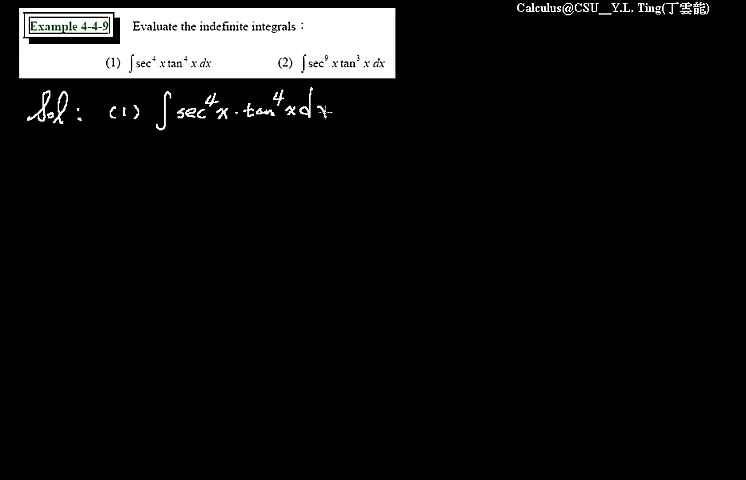 Calculus@CSU__Y.L. Ting(丁雲龍)
Example 4-4-9 Evaluate the indefinite integrals：
(1) ∫sec⁴ x tan⁴ x dx (2) ∫sec⁹ x tan³ x dx
Sol : (1) ∫sec⁴x·tan⁴x dx